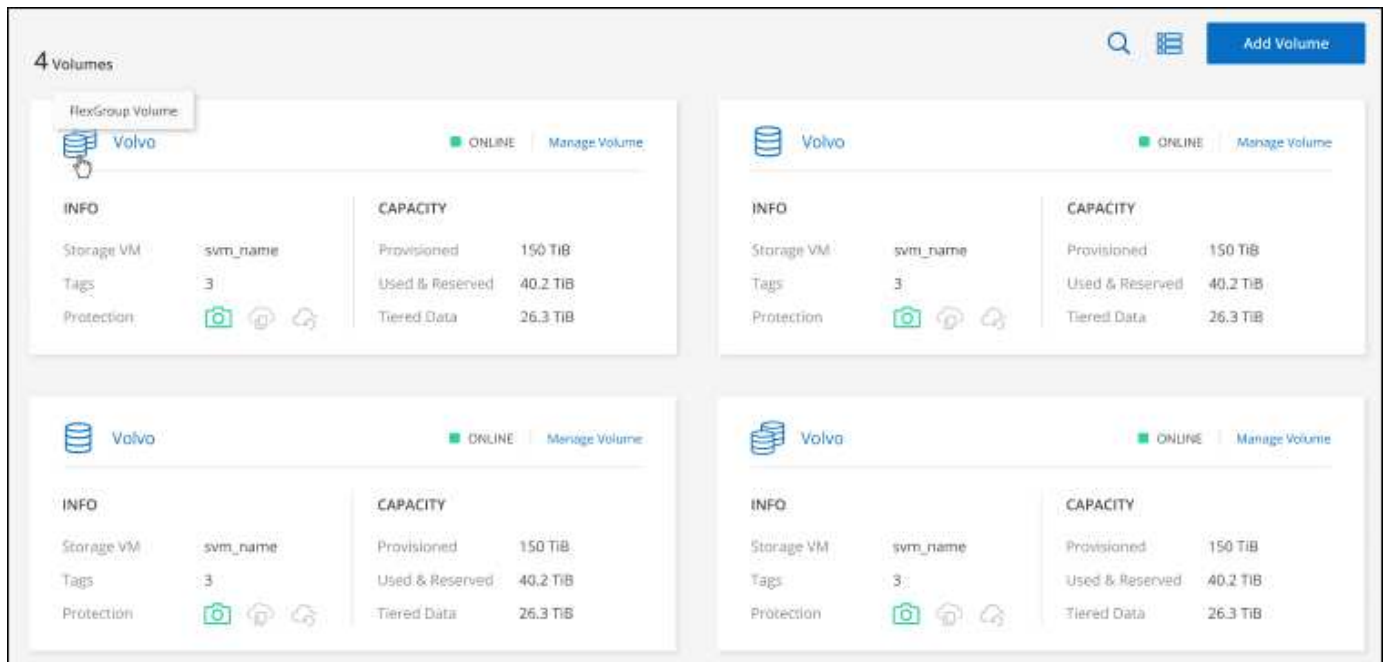 Add Volume
4 Volumes
FlexGroup Volume
Volvo ONLINE Manage Volume
INFO CAPACITY
Storage VM svm_name Provisioned 150 TiB
Tags 3 Used & Reserved 40.2 TiB
Protection Tiered Data 26.3 TiB
Volvo ONLINE Manage Volume
INFO CAPACITY
Storage VM svm_name Provisioned 150 TiB
Tags 3 Used & Reserved 40.2 TiB
Protection Tiered Data 26.3 TiB
Volvo ONLINE Manage Volume
INFO CAPACITY
Storage VM svm_name Provisioned 150 TiB
Tags 3 Used & Reserved 40.2 TiB
Protection Tiered Data 26.3 TiB
Volvo ONLINE Manage Volume
INFO CAPACITY
Storage VM svm_name Provisioned 150 TiB
Tags 3 Used & Reserved 40.2 TiB
Protection Tiered Data 26.3 TiB